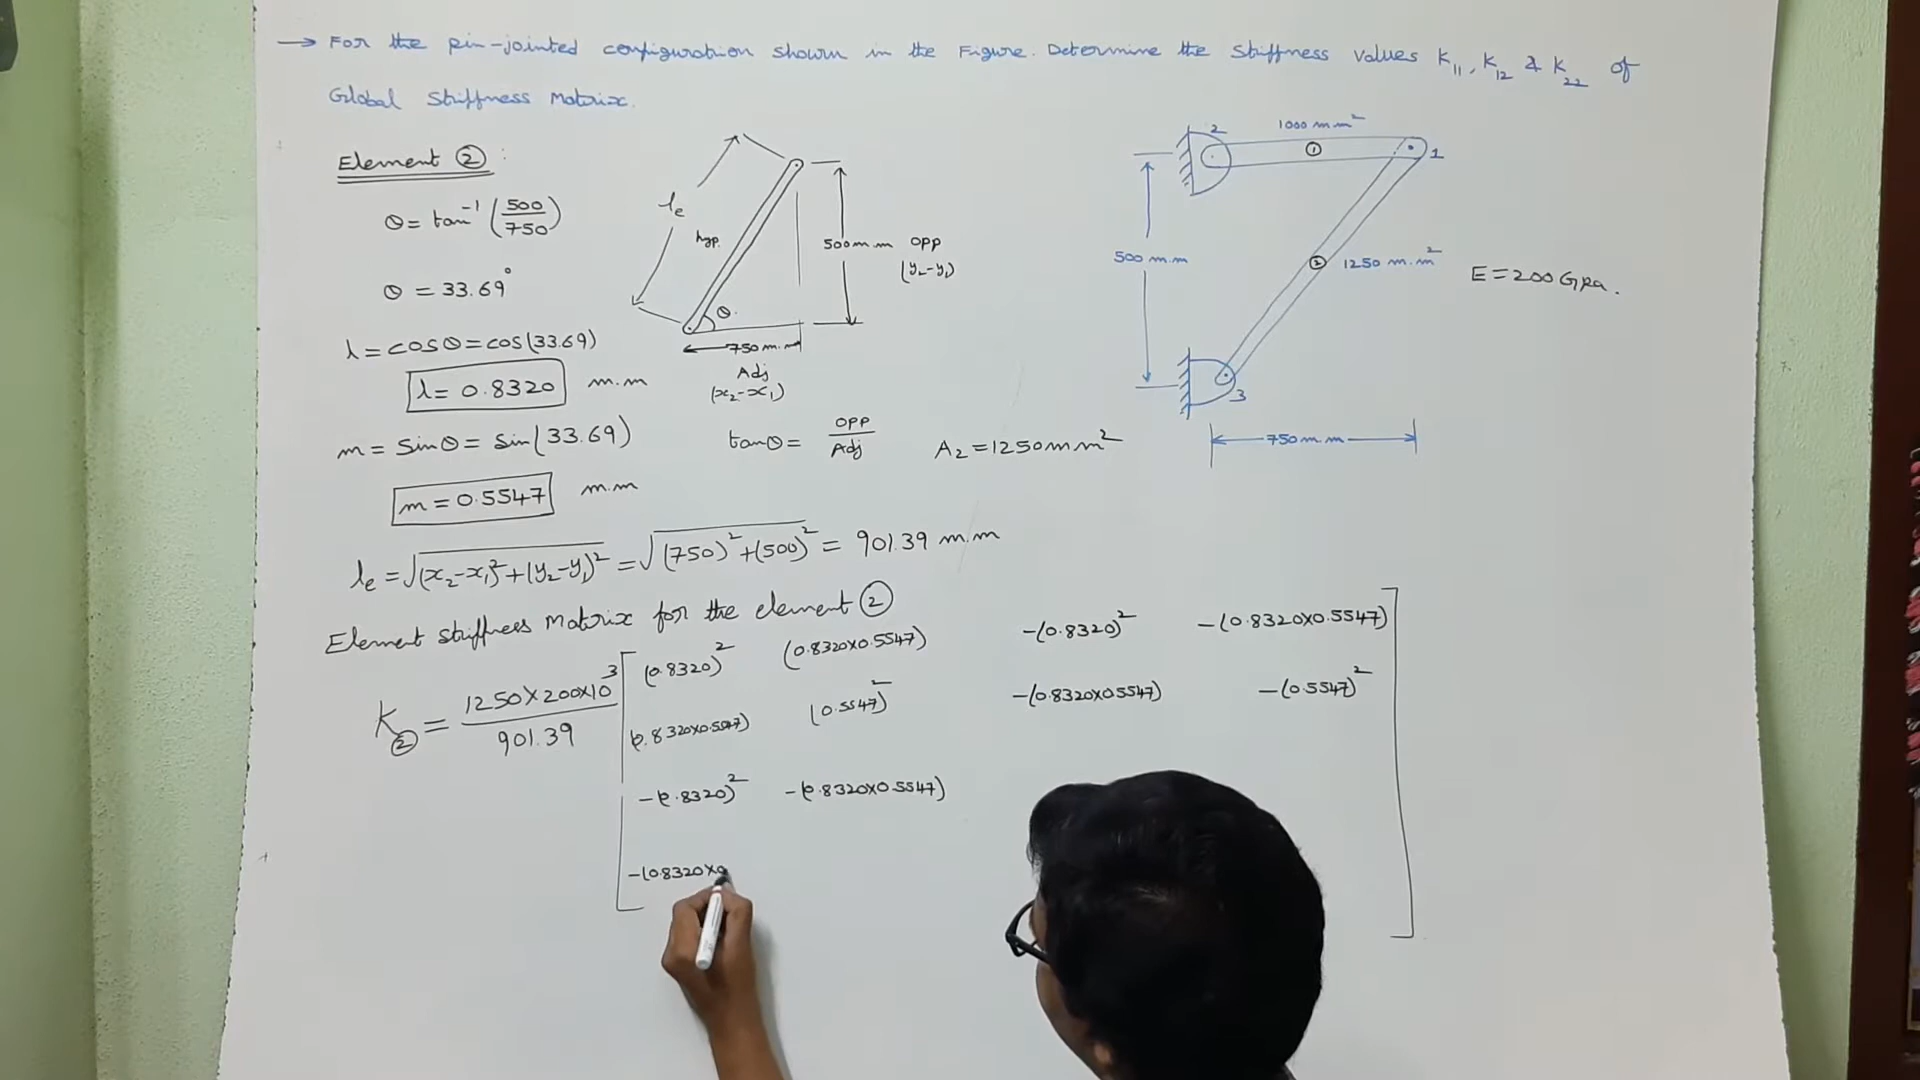 → For the pin-jointed configuration shown in the Figure. Determine the stiffness values K₁₁, K₁₂ & K₂₂ of
Global Stiffness Matrix.
Element ② :
θ = tan⁻¹ (500/750)
θ = 33.69°
l = cosθ = cos(33.69)
l = 0.8320 m.m
m = sinθ = sin(33.69)
m = 0.5547 m.m
lₑ
hyp.
θ.
500 m.m opp
(y₂-y₁)
750 m.m
Adj
(x₂-x₁)
tanθ = opp/Adj
A₂ = 1250 mm²
2
1000 mm²
①
1
500 m.m
② 1250 m.m²
E = 200 Gpa.
3
750 m.m
lₑ = √(x₂-x₁)²+(y₂-y₁)² = √(750)²+(500)² = 901.39 m.m
Element stiffness Matrix for the element ②
K② = 1250×200×10³/901.39
(0.8320)² (0.8320×0.5547) -(0.8320)² -(0.8320×0.5547)
(0.8320×0.5547) (0.5547)² -(0.8320×0.5547) -(0.5547)²
-(0.8320)² -(0.8320×0.5547)
-(0.8320×0